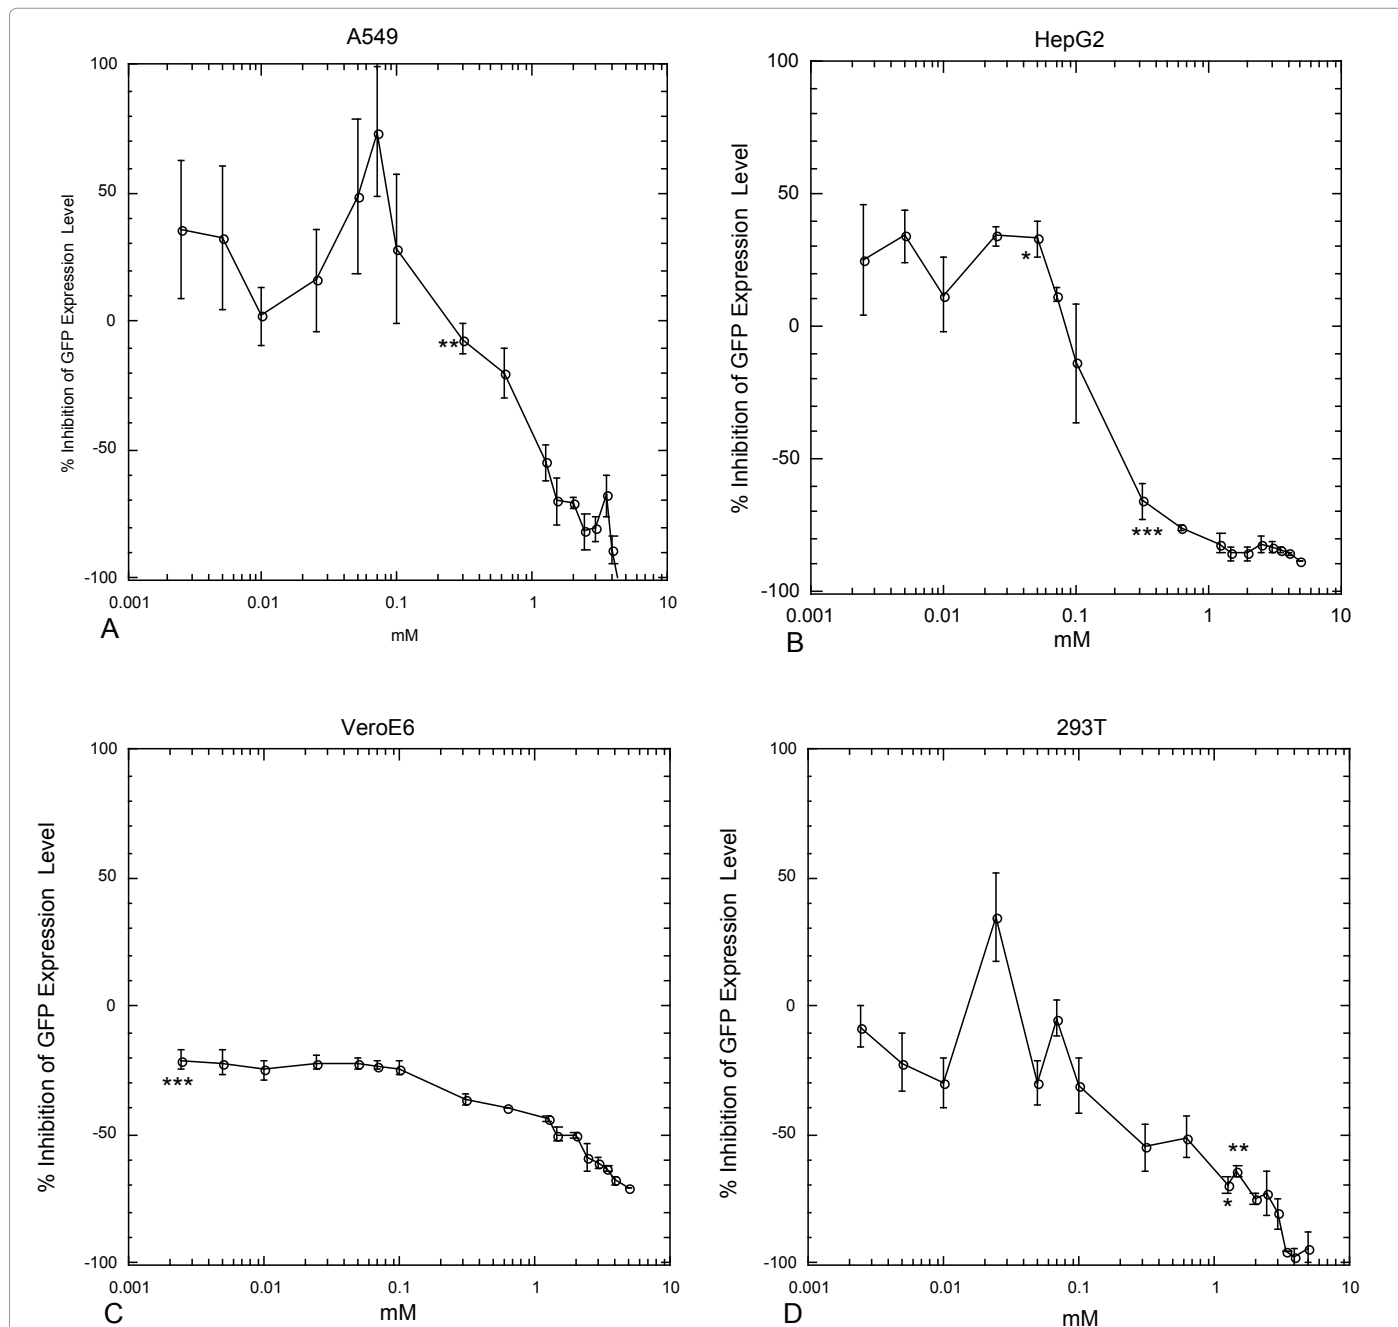 A549
100
50
0
-50
-100
% Inhibition of GFP Expression Level
**
0.001 0.01 0.1 1 10
mM
A
HepG2
100
50
0
-50
-100
% Inhibition of GFP Expression Level
*
***
0.001 0.01 0.1 1 10
mM
B
VeroE6
100
50
0
-50
-100
% Inhibition of GFP Expression Level
***
0.001 0.01 0.1 1 10
mM
C
293T
100
50
0
-50
-100
% Inhibition of GFP Expression Level
**
*
0.001 0.01 0.1 1 10
mM
D